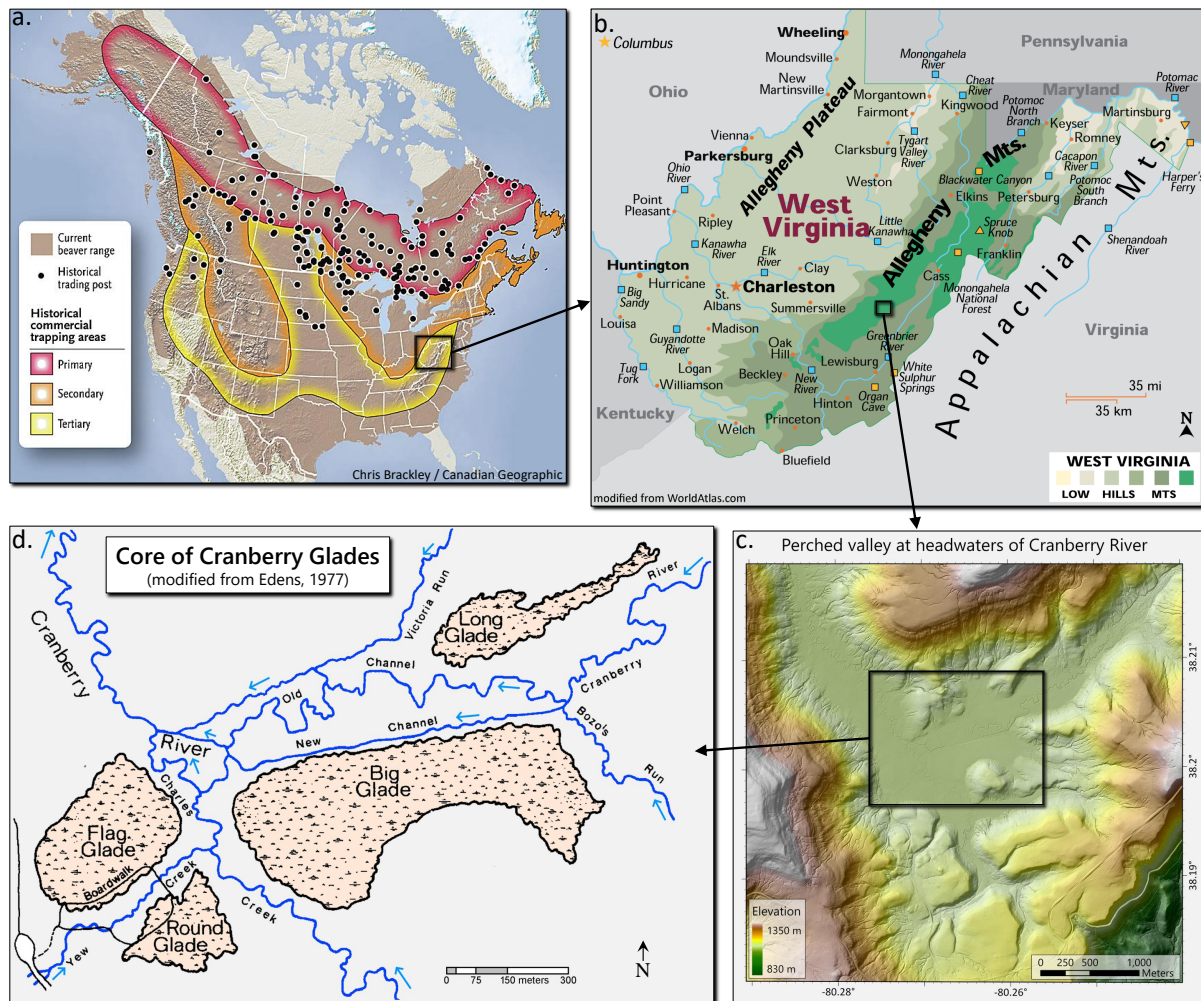 a.
Current
beaver range
Historical
trading post
Historical
commercial
trapping areas
Primary
Secondary
Tertiary
Chris Brackley / Canadian Geographic
b.
Columbus
Ohio
Pennsylvania
Maryland
Virginia
Kentucky
West
Virginia
Allegheny Plateau
Allegheny
Mts.
Appalachian Mts.
Wheeling
Moundsville
New
Martinsville
Monongahela
River
Morgantown
Fairmont
Cheat
River
Kingwood
Potomac
North
Branch
Potomac
River
Martinsburg
Keyser
Romney
Cacapon
River
Harper's
Ferry
Vienna
Parkersburg
Clarksburg
Tygart
Valley
River
Weston
Blackwater Canyon
Elkins
Petersburg
Potomac
South
Branch
Ohio
River
Point
Pleasant
Ripley
Kanawha
River
Little
Kanawha
Elk
River
Clay
Spruce
Knob
Franklin
Shenandoah
River
Huntington
Hurricane
St.
Albans
Charleston
Summersville
Cass
Monongahela
National
Forest
Big
Sandy
Louisa
Guyandotte
River
Madison
Oak
Hill
Greenbrier
River
Lewisburg
White
Sulphur
Springs
Tug
Fork
Logan
Williamson
Beckley
New
River
Hinton
Organ
Cave
Welch
Princeton
Bluefield
35 mi
35 km
N
WEST VIRGINIA
LOW HILLS MTS
modified from WorldAtlas.com
c.
Perched valley at headwaters of Cranberry River
38.21°
38.2°
38.19°
Elevation
1350 m
830 m
0 250 500 1,000
Meters
-80.28°
-80.26°
d.
Core of Cranberry Glades
(modified from Edens, 1977)
Cranberry
River
Victoria Run
Long
Glade
River
Cranberry
Old Channel
New Channel
Bozo's
Run
Big
Glade
Charles
Creek
Flag
Glade
Boardwalk
Yew
Creek
Round
Glade
N
0 75 150 300
meters